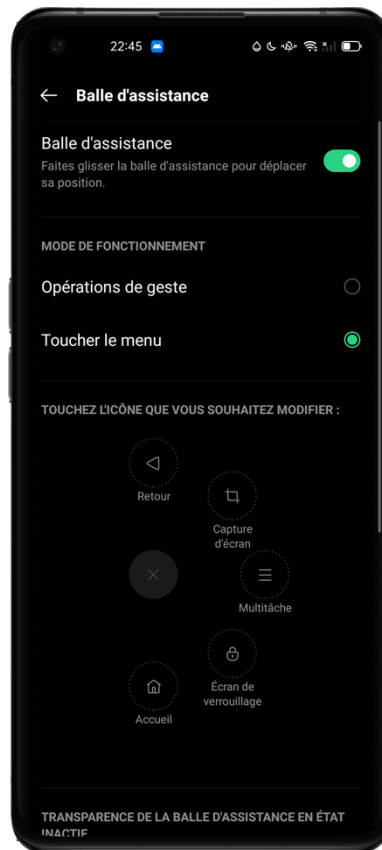 22:45
Balle d'assistance
Balle d'assistance
Faites glisser la balle d'assistance pour déplacer
sa position.
MODE DE FONCTIONNEMENT
Opérations de geste
Toucher le menu
TOUCHEZ L'ICÔNE QUE VOUS SOUHAITEZ MODIFIER :
Retour
Capture
d'écran
Multitâche
Écran de
verrouillage
Accueil
TRANSPARENCE DE LA BALLE D'ASSISTANCE EN ÉTAT
INACTIF